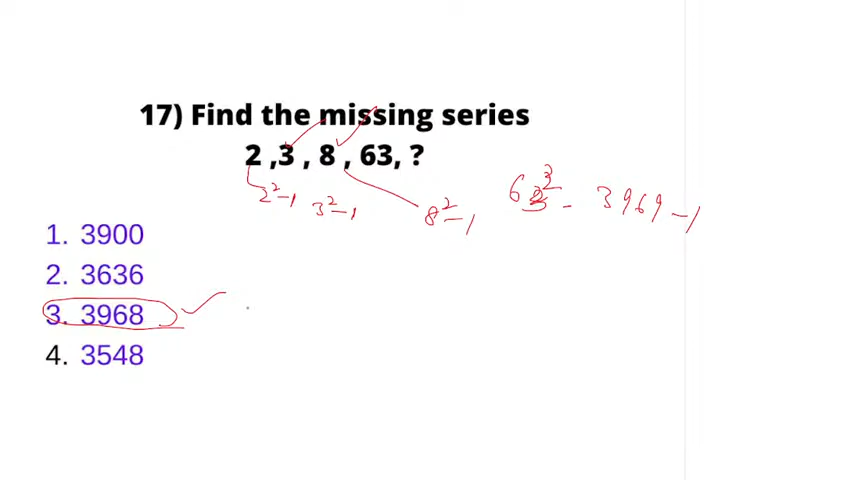 17) Find the missing series
2 ,3 , 8 , 63, ?
2²-1 3²-1 8²-1 63² - 3969-1
1. 3900
2. 3636
3. 3968
4. 3548